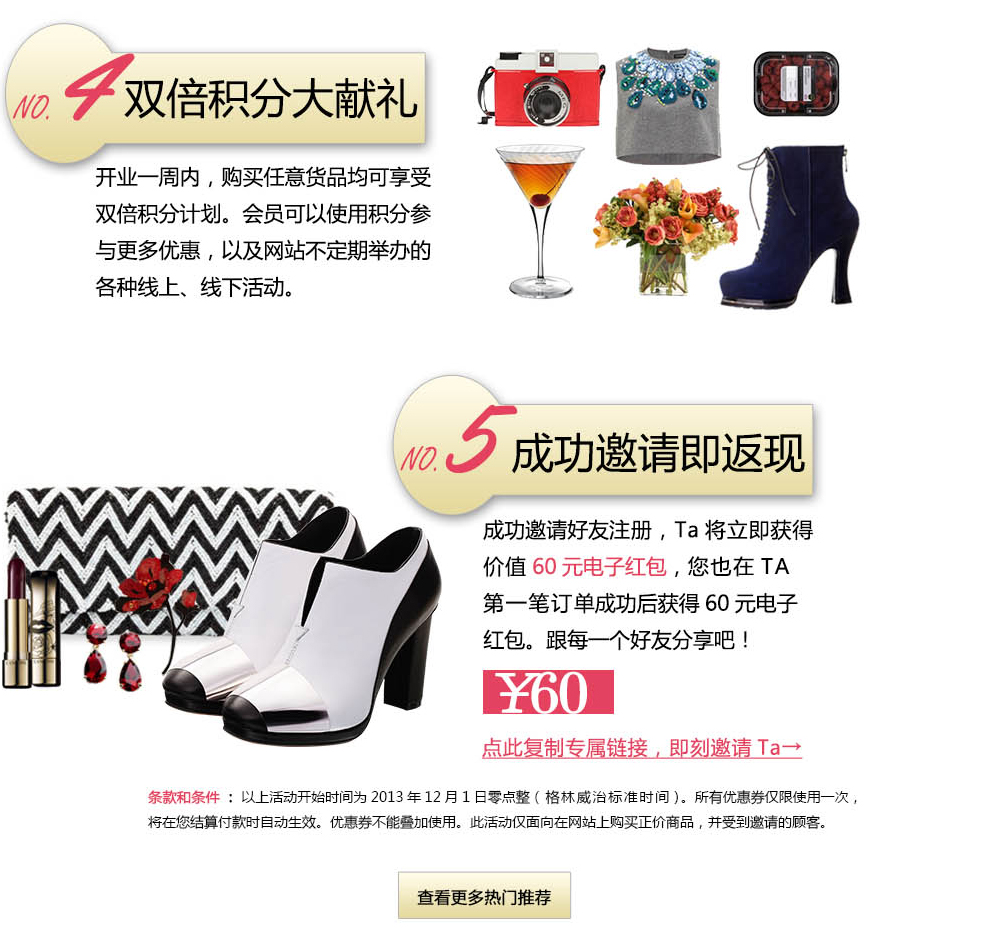 NO. 4 双倍积分大献礼
开业一周内，购买任意货品均可享受
双倍积分计划。会员可以使用积分参
与更多优惠，以及网站不定期举办的
各种线上、线下活动。
NO. 5 成功邀请即返现
成功邀请好友注册，Ta 将立即获得
价值 60 元电子红包，您也在 TA
第一笔订单成功后获得 60 元电子
红包。跟每一个好友分享吧！
¥60
点此复制专属链接，即刻邀请 Ta→
条款和条件 ： 以上活动开始时间为 2013 年 12 月 1 日零点整（ 格林威治标准时间 )。所有优惠券仅限使用一次，
将在您结算付款时自动生效。优惠券不能叠加使用。此活动仅面向在网站上购买正价商品，并受到邀请的顾客。
查看更多热门推荐